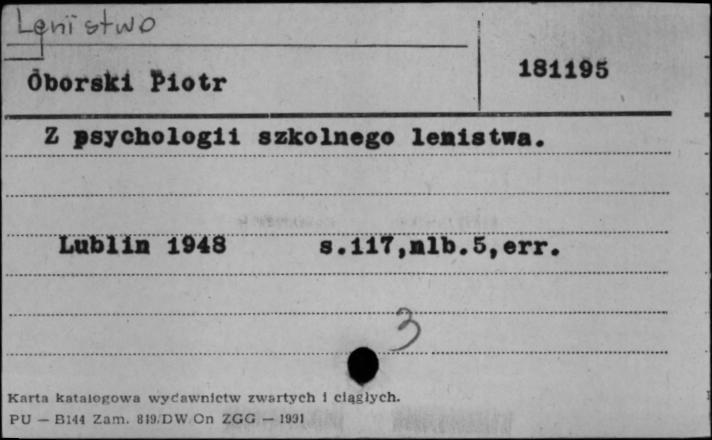 Lenistwo
181195
Oborski Piotr
Z psychologii szkolnego lenistwa.
Lublin 1948 s.117,nlb.5,err.
3
Karta katalogowa wydawnictw zwartych i ciągłych.
PU — B144 Zam. 819/DW/On ZGG — 1991